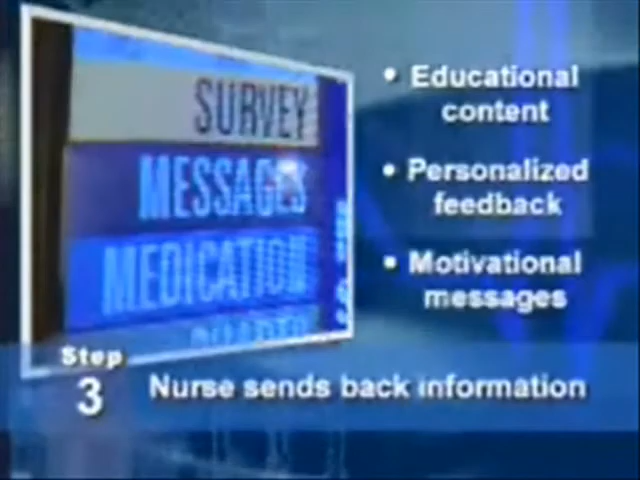 SURVEY
MESSAGES
MEDICATION
• Educational
content
• Personalized
feedback
• Motivational
messages
Step
3
Nurse sends back information